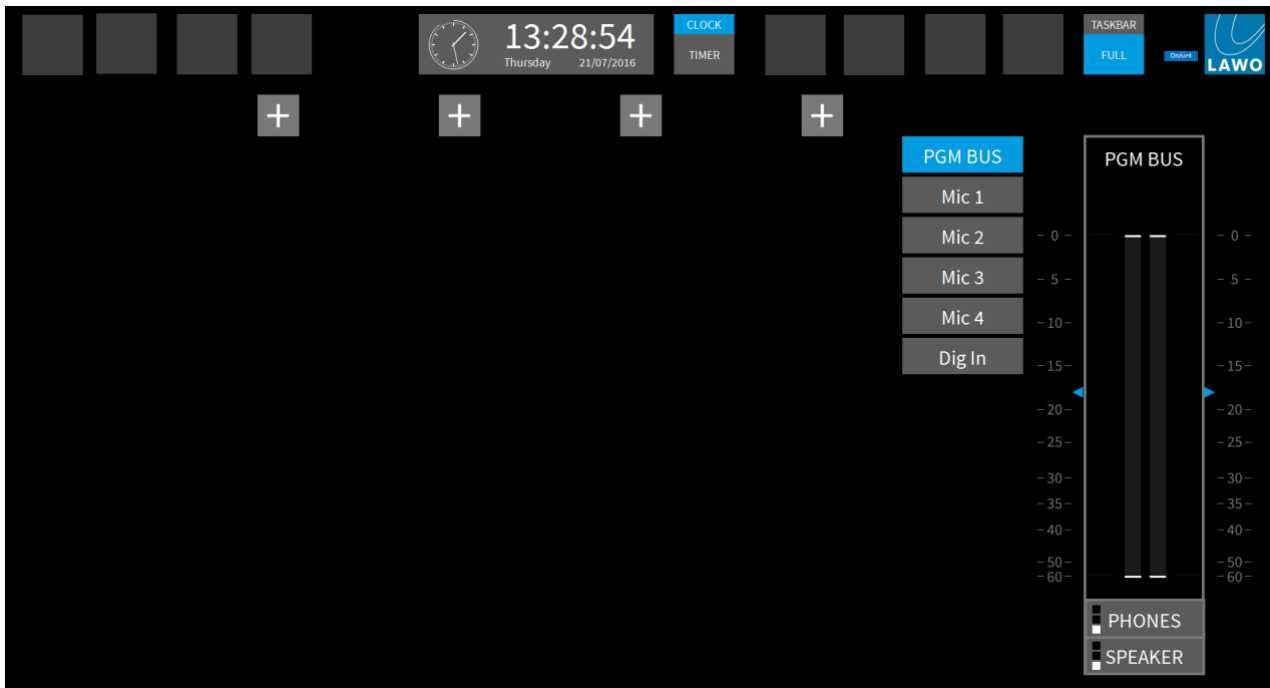 13:28:54
Thursday 21/07/2016
CLOCK
TIMER
TASKBAR
FULL
OnAir4
LAWO
+ + + +
PGM BUS
Mic 1
Mic 2
Mic 3
Mic 4
Dig In
PGM BUS
- 0 - - 0 -
- 5 - - 5 -
-10- -10-
-15- -15-
-20- -20-
-25- -25-
-30- -30-
-35- -35-
-40- -40-
-50- -50-
-60- -60-
PHONES
SPEAKER